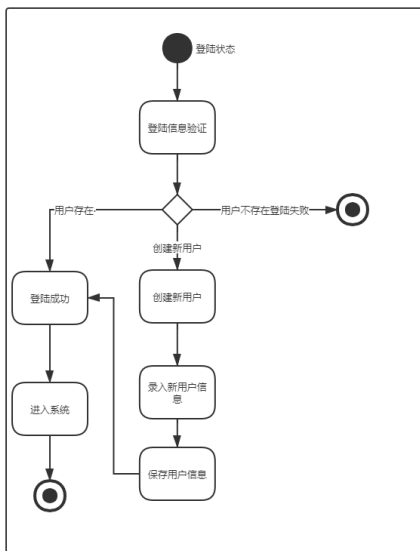 登陆状态
登陆信息验证
用户存在
用户不存在登陆失败
创建新用户
登陆成功
创建新用户
录入新用户信
息
进入系统
保存用户信息